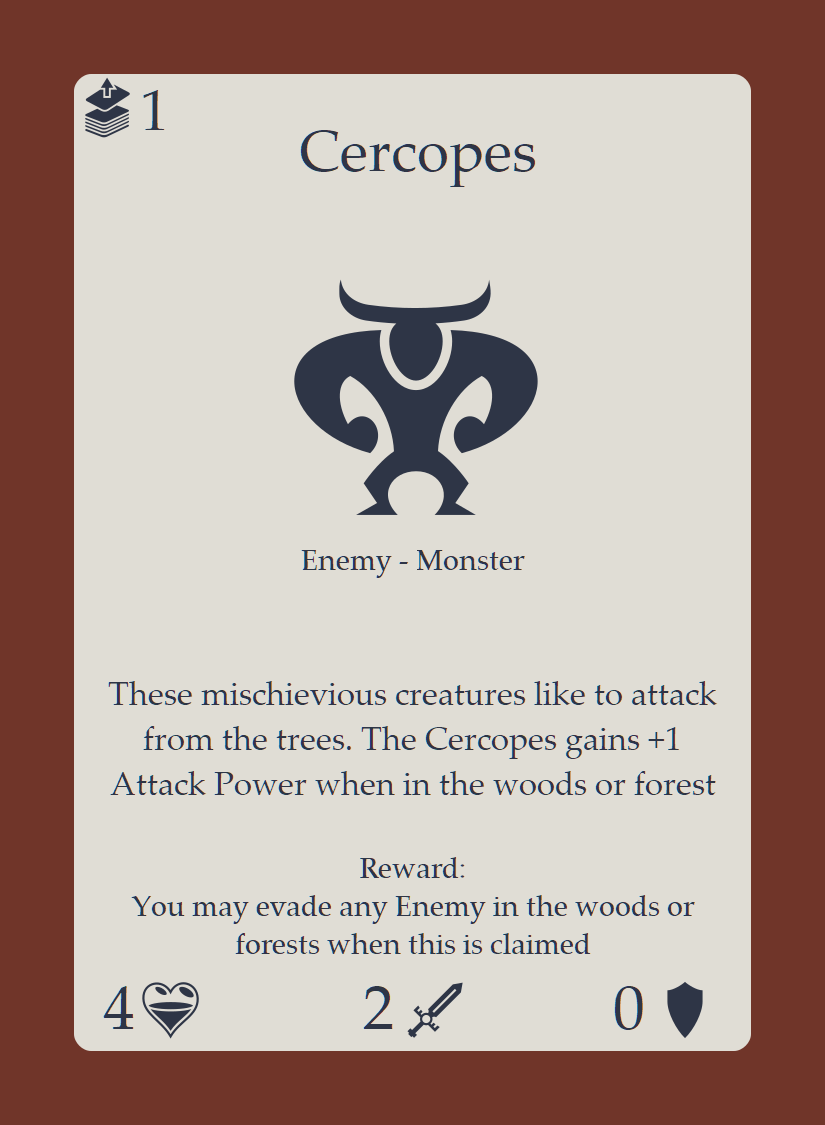 1
Cercopes
Enemy - Monster
These mischievious creatures like to attack
from the trees. The Cercopes gains +1
Attack Power when in the woods or forest
Reward:
You may evade any Enemy in the woods or
forests when this is claimed
4 2 0